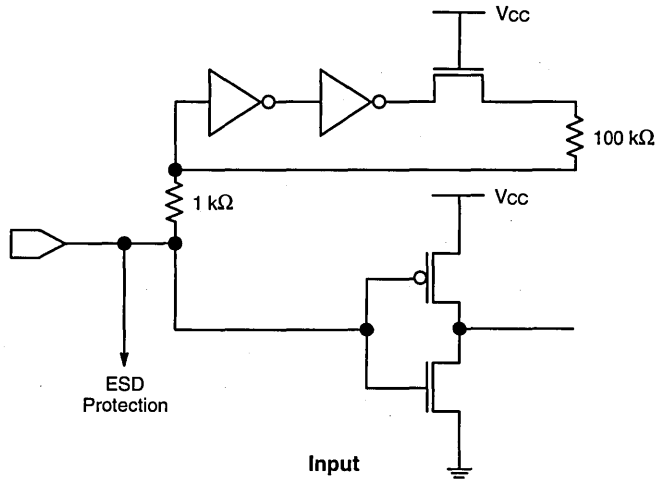 VCC
100 kΩ
1 kΩ
VCC
ESD
Protection
Input